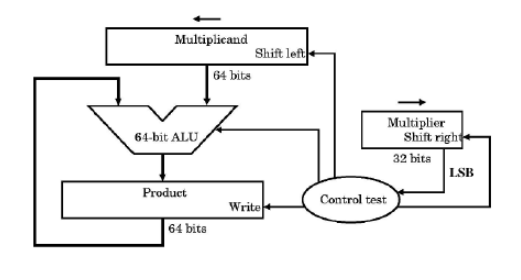 Multiplicand
Shift left
64 bits
64-bit ALU
Multiplier
Shift right
32 bits
LSB
Product
Write
Control test
64 bits